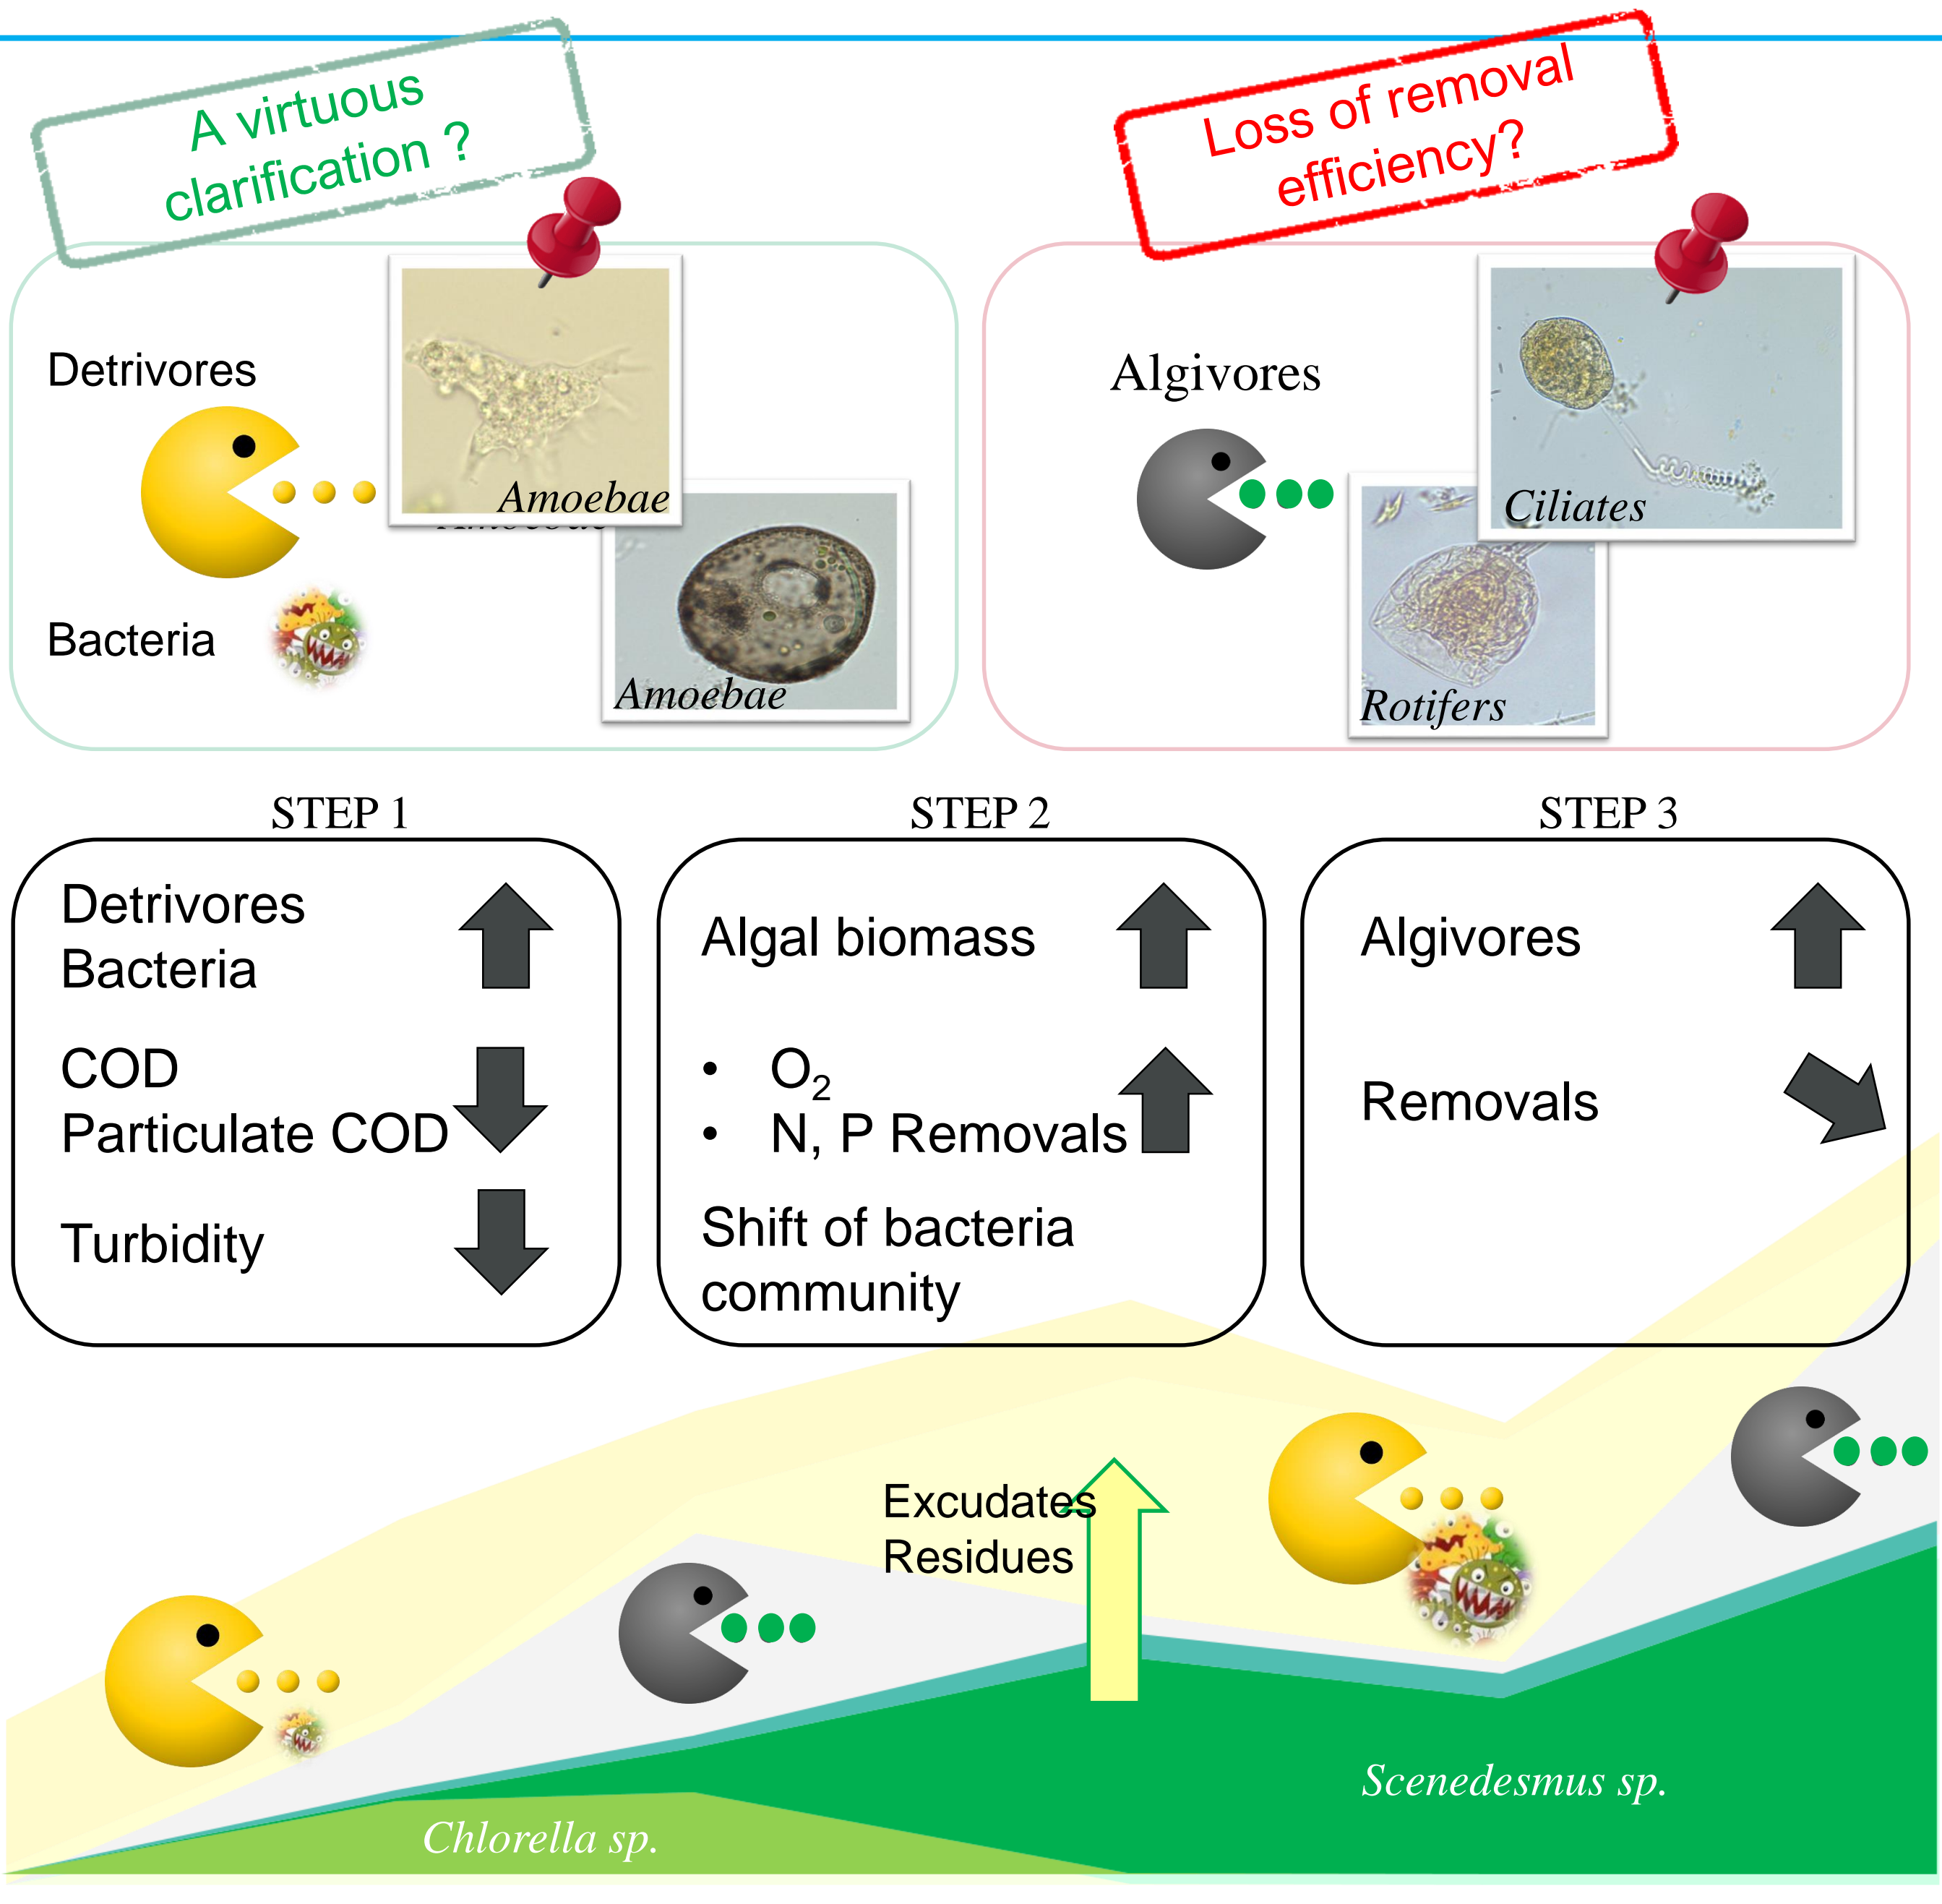 A virtuous
clarification ?
Loss of removal
efficiency?
Detrivores
Amoebae
Amoebae
Amoebae
Bacteria
Algivores
Ciliates
Rotifers
STEP 1
Detrivores
Bacteria
COD
Particulate COD
Turbidity
STEP 2
Algal biomass
• O₂
• N, P Removals
Shift of bacteria
community
STEP 3
Algivores
Removals
Excudates
Residues
Scenedesmus sp.
Chlorella sp.